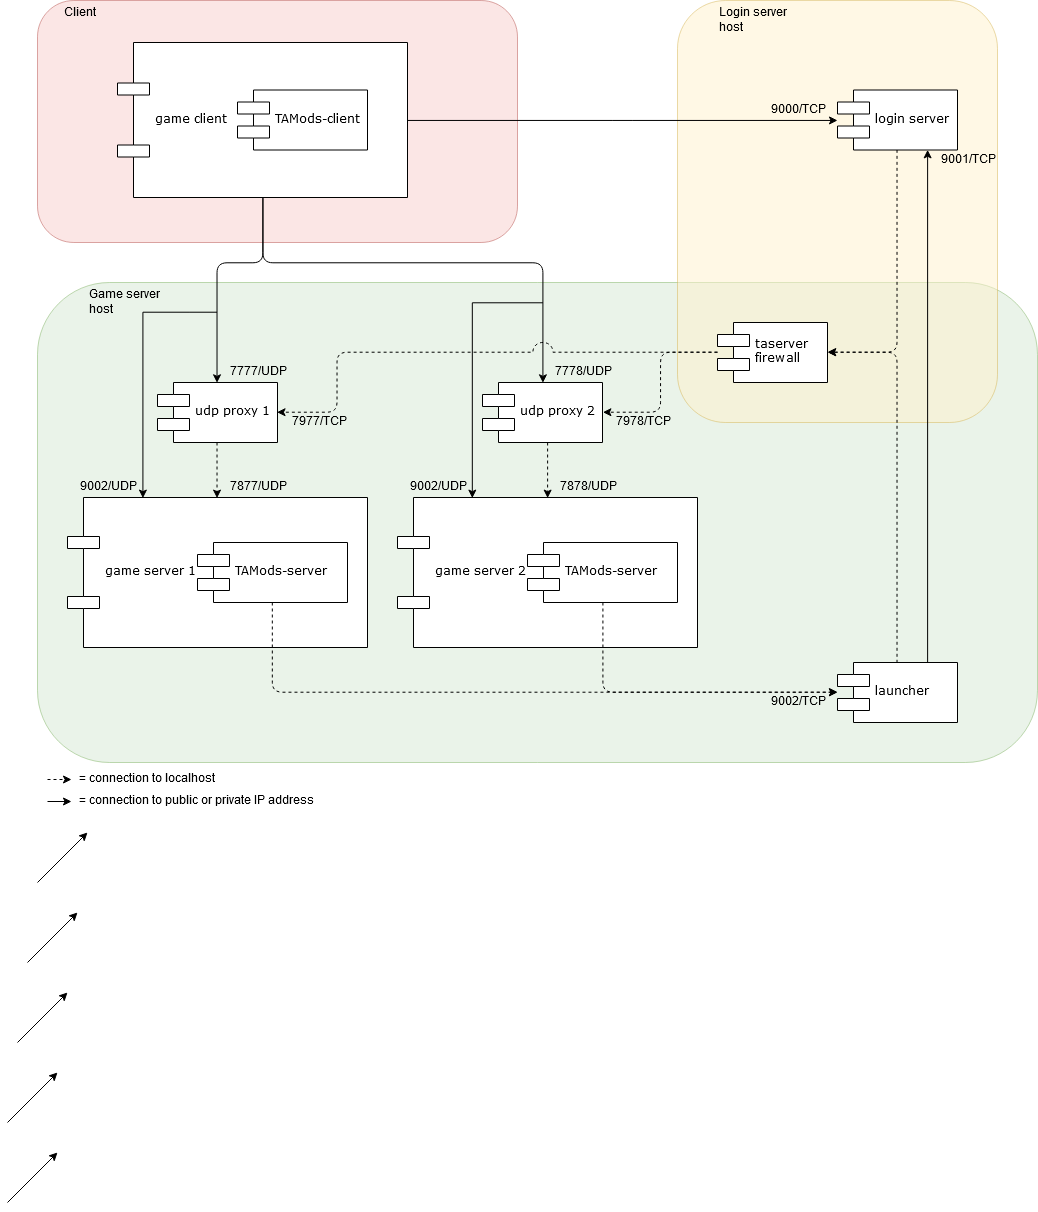 Client
Login server
host
game client
TAMods-client
9000/TCP
login server
9001/TCP
Game server
host
taserver
firewall
7777/UDP
7778/UDP
udp proxy 1
7977/TCP
udp proxy 2
7978/TCP
9002/UDP
7877/UDP
9002/UDP
7878/UDP
game server 1
TAMods-server
game server 2
TAMods-server
launcher
9002/TCP
= connection to localhost
= connection to public or private IP address